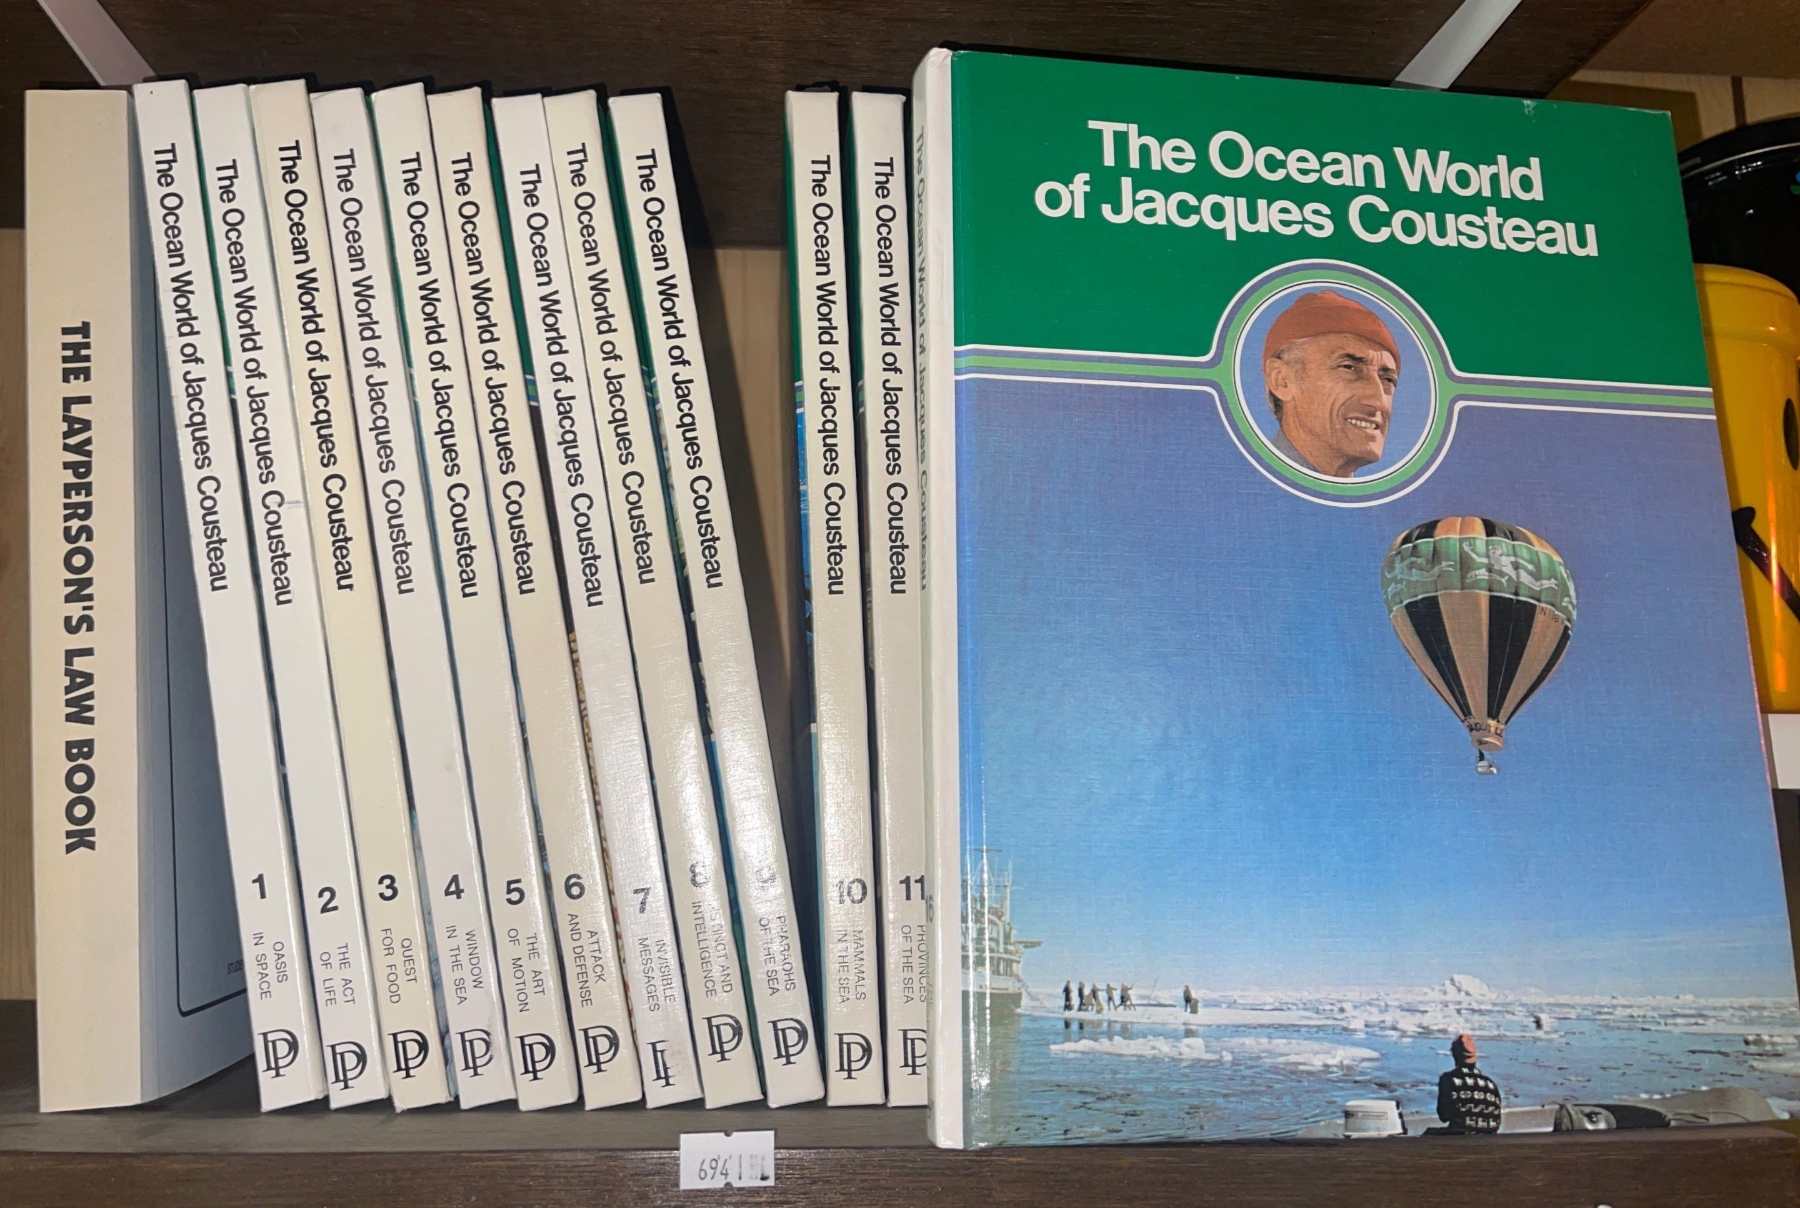 THE LAYPERSON'S LAW BOOK
The Ocean World of Jacques Cousteau
1
OASIS
IN SPACE
The Ocean World of Jacques Cousteau
2
THE ACT
OF LIFE
The Ocean World of Jacques Cousteau
3
QUEST
FOR FOOD
The Ocean World of Jacques Cousteau
4
WINDOW
IN THE SEA
The Ocean World of Jacques Cousteau
5
THE ART
OF MOTION
The Ocean World of Jacques Cousteau
6
ATTACK
AND DEFENSE
The Ocean World of Jacques Cousteau
7
INVISIBLE
MESSAGES
The Ocean World of Jacques Cousteau
8
INSTINCT AND
INTELLIGENCE
The Ocean World of Jacques Cousteau
9
PHARAOHS
OF THE SEA
The Ocean World of Jacques Cousteau
10
MAMMALS
IN THE SEA
The Ocean World of Jacques Cousteau
11
PROVINCES
OF THE SEA
The Ocean World of Jacques Cousteau
The Ocean World
of Jacques Cousteau